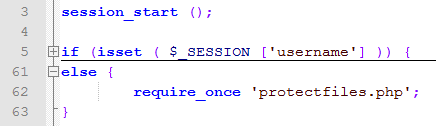 3 session_start ();
4
5 if (isset ( $_SESSION ['username'] )) {
61 else {
62 require_once 'protectfiles.php';
63 }